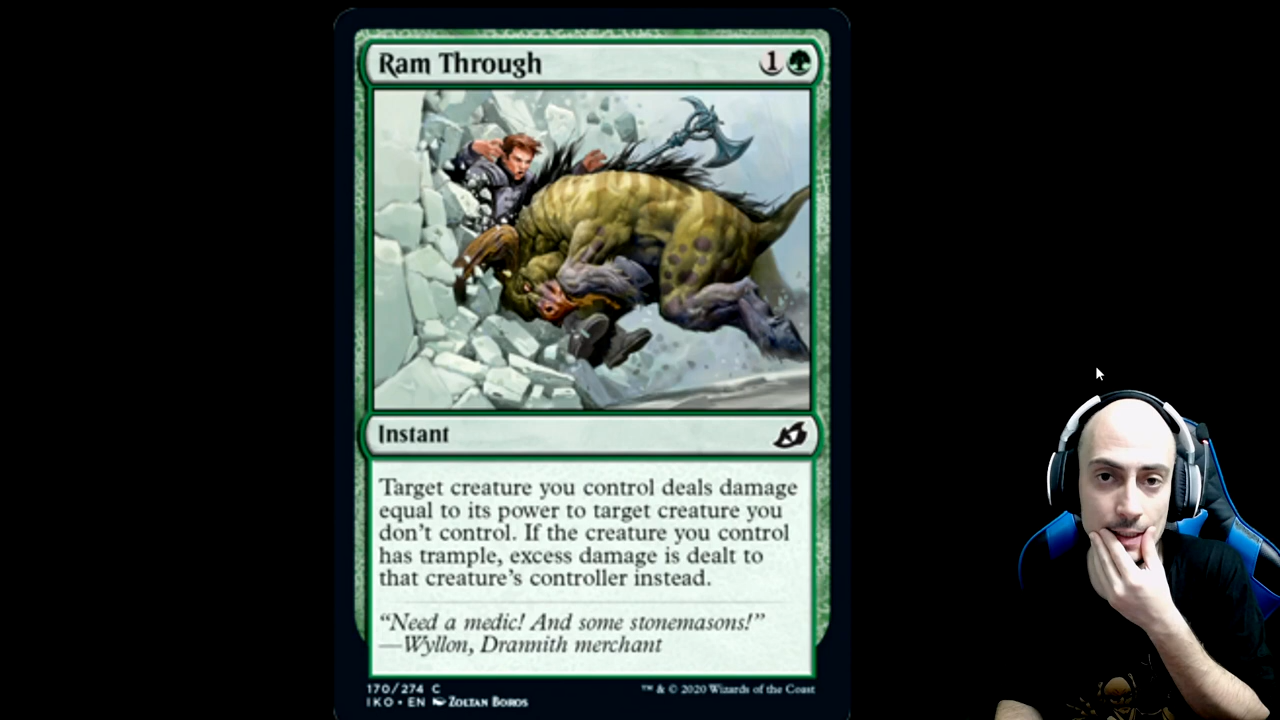 Ram Through 1
Instant
Target creature you control deals damage
equal to its power to target creature you
don't control. If the creature you control
has trample, excess damage is dealt to
that creature's controller instead.
“Need a medic! And some stonemasons!”
—Wyllon, Drannith merchant
170/274 C
™ & © 2020 Wizards of the Coast
IKO • EN Zoltan Boros